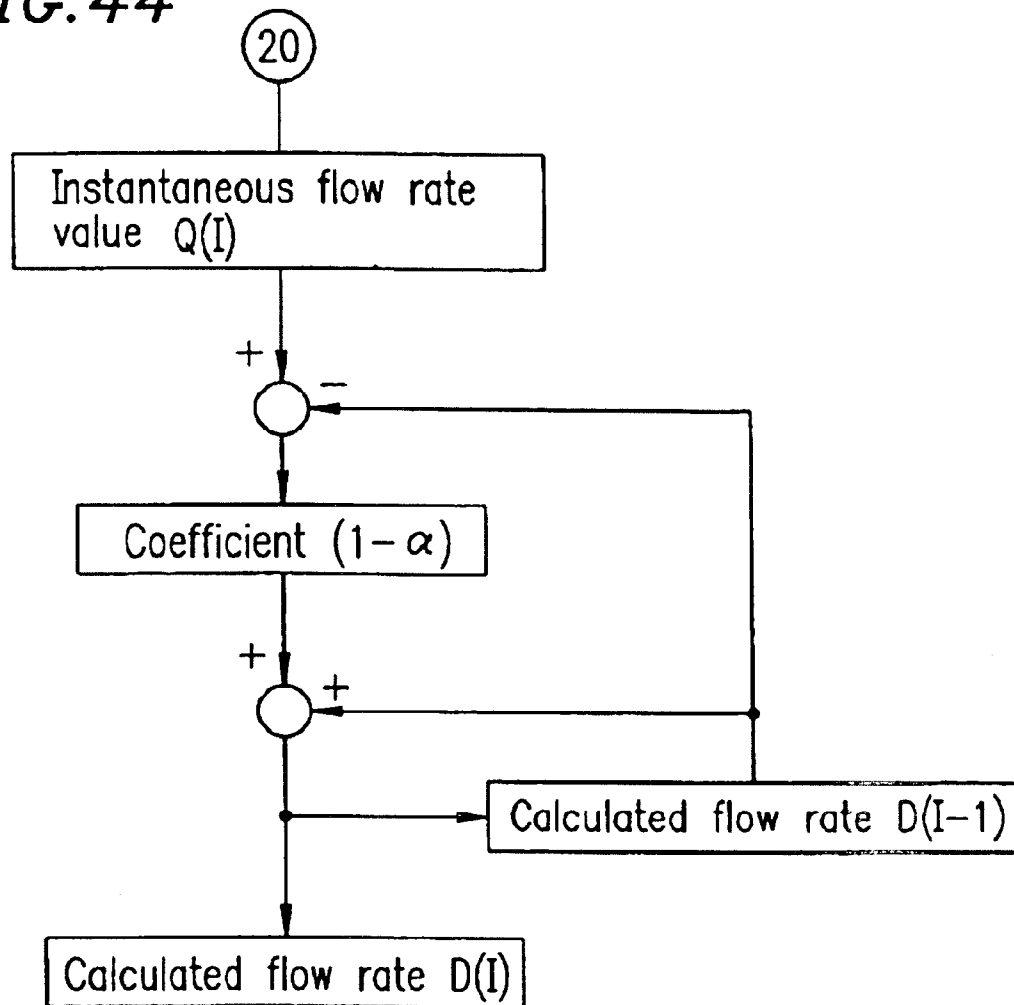 IG. 44
20
Instantaneous flow rate
value Q(I)
+
-
Coefficient (1-α)
+
+
Calculated flow rate D(I-1)
Calculated flow rate D(I)